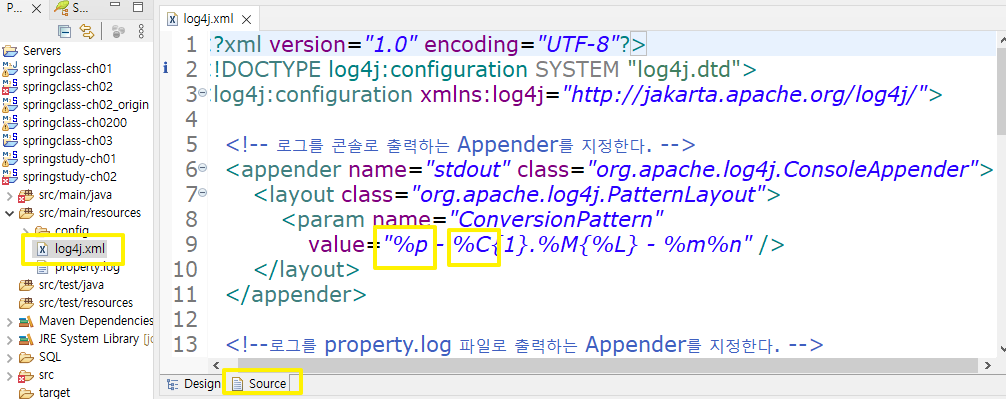 P...
S...
Servers
springclass-ch01
springclass-ch02
springclass-ch02_origin
springclass-ch0200
springclass-ch03
springstudy-ch01
springstudy-ch02
src/main/java
src/main/resources
config
log4j.xml
property.log
src/test/java
src/test/resources
Maven Dependencies
JRE System Library [jc
SQL
src
target
log4j.xml
1 ?xml version="1.0" encoding="UTF-8"?>
2 !DOCTYPE log4j:configuration SYSTEM "log4j.dtd">
3 log4j:configuration xmlns:log4j="http://jakarta.apache.org/log4j/">
4
5 <!-- 로그를 콘솔로 출력하는 Appender를 지정한다. -->
6 <appender name="stdout" class="org.apache.log4j.ConsoleAppender">
7 <layout class="org.apache.log4j.PatternLayout">
8 <param name="ConversionPattern"
9 value="%p - %C{1}.%M{%L} - %m%n" />
10 </layout>
11 </appender>
12
13 <!--로그를 property.log 파일로 출력하는 Appender를 지정한다. -->
Design
Source